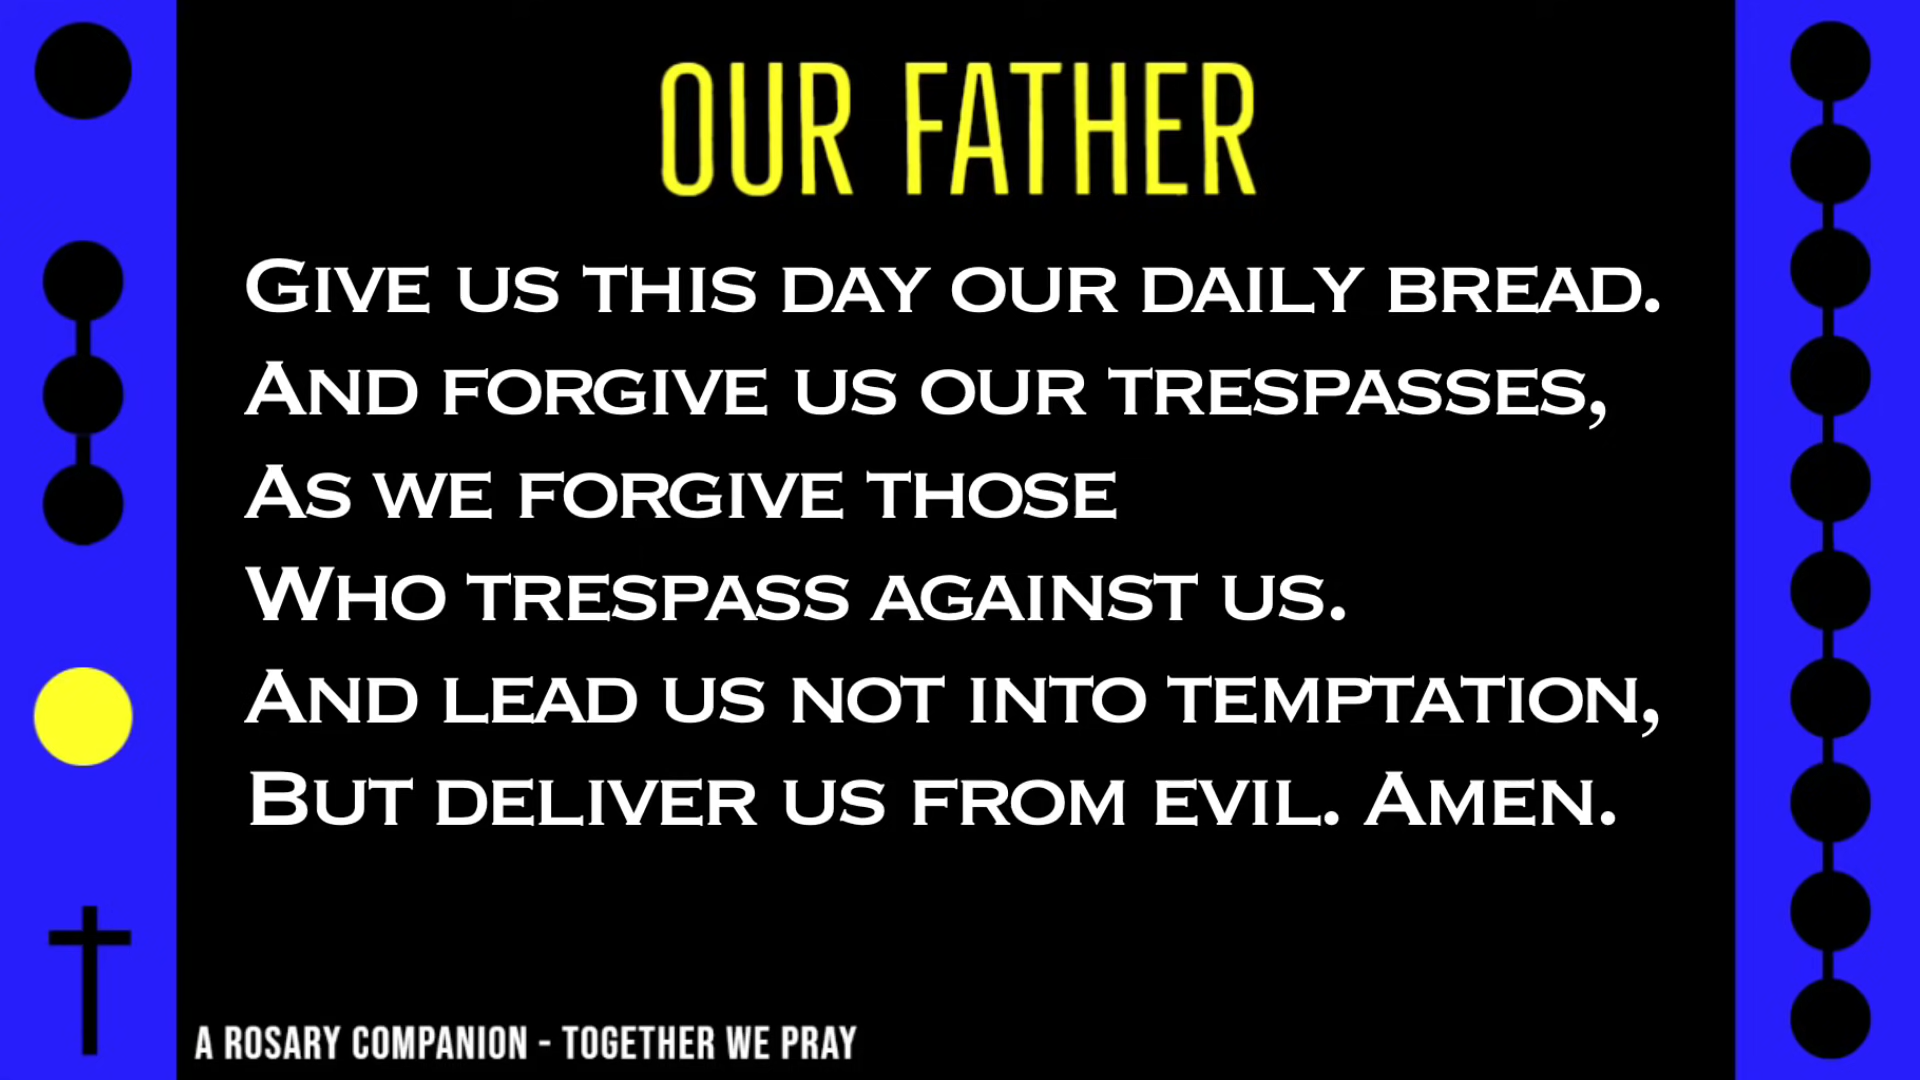 OUR FATHER
Give us this day our daily bread.
And forgive us our trespasses,
As we forgive those
Who trespass against us.
And lead us not into temptation,
But deliver us from evil. Amen.
A ROSARY COMPANION - TOGETHER WE PRAY